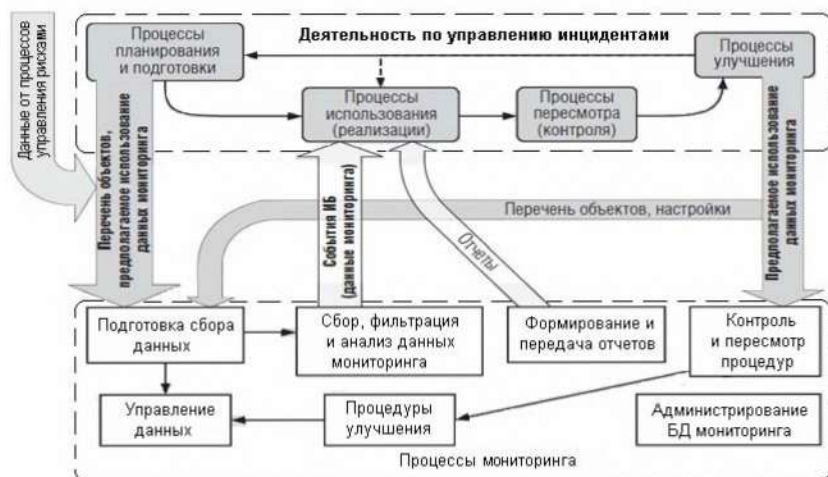 Деятельность по управлению инцидентами
Процессы
планирования
и подготовки
Процессы
улучшения
Процессы
использования
(реализации)
Процессы
пересмотра
(контроля)
Данные от процессов
управления рисками
Перечень объектов,
предполагаемое использование
данных мониторинга
События ИБ
(данные мониторинга)
Отчеты
Перечень объектов, настройки
Предполагаемое использование
данных мониторинга
Подготовка сбора
данных
Сбор, фильтрация
и анализ данных
мониторинга
Формирование и
передача отчетов
Контроль
и пересмотр
процедур
Управление
данных
Процедуры
улучшения
Администрирование
БД мониторинга
Процессы мониторинга